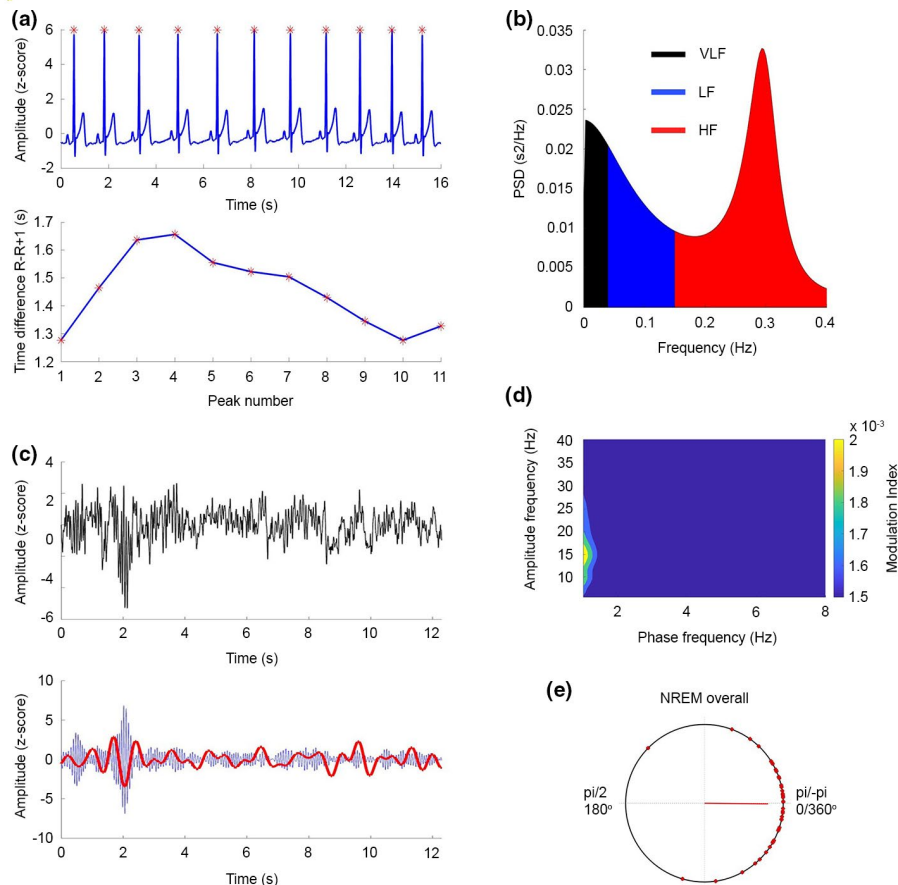 (a)
Amplitude (z-score)
6
4
2
0
-2
0 2 4 6 8 10 12 14 16
Time (s)
Time difference R-R+1 (s)
1.7
1.6
1.5
1.4
1.3
1.2
1 2 3 4 5 6 7 8 9 10 11
Peak number
(b2)
PSD (s2/Hz)
0.035
0.03
0.025
0.02
0.015
0.01
0.005
0
VLF
LF
HF
0 0.1 0.2 0.3 0.4
Frequency (Hz)
(c)
Amplitude (z-score)
4
2
0
-4
-4
-6
0 2 4 6 8 10 12
Time (s)
Amplitude (z-score)
10
5
0
-5
-10
0 2 4 6 8 10 12
Time (s)
(d)
Amplitude frequency (Hz)
40
35
30
25
20
15
10
2 4 6 8
Phase frequency (Hz)
x 10-3
2
1.9
1.8
1.7
1.6
1.5
Modulation Index
(e)
NREM overall
pi/2
180º
pi/-pi
0/360º